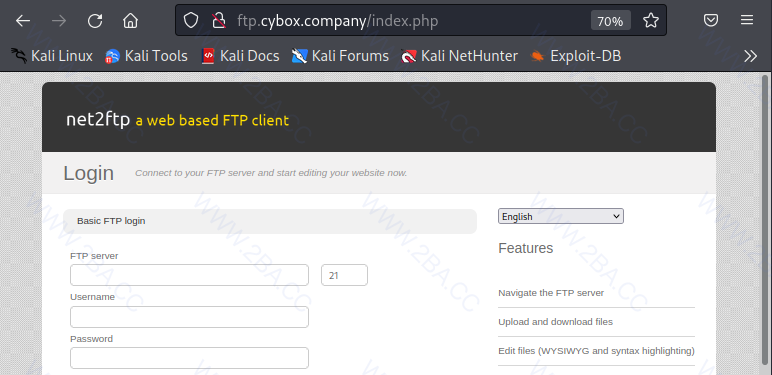 ftp.cybox.company/index.php 70%
Kali Linux Kali Tools Kali Docs Kali Forums Kali NetHunter Exploit-DB
net2ftp a web based FTP client
Login Connect to your FTP server and start editing your website now.
Basic FTP login
English
FTP server
21
Username
Password
Features
Navigate the FTP server
Upload and download files
Edit files (WYSIWYG and syntax highlighting)
WWW.2BA.CC